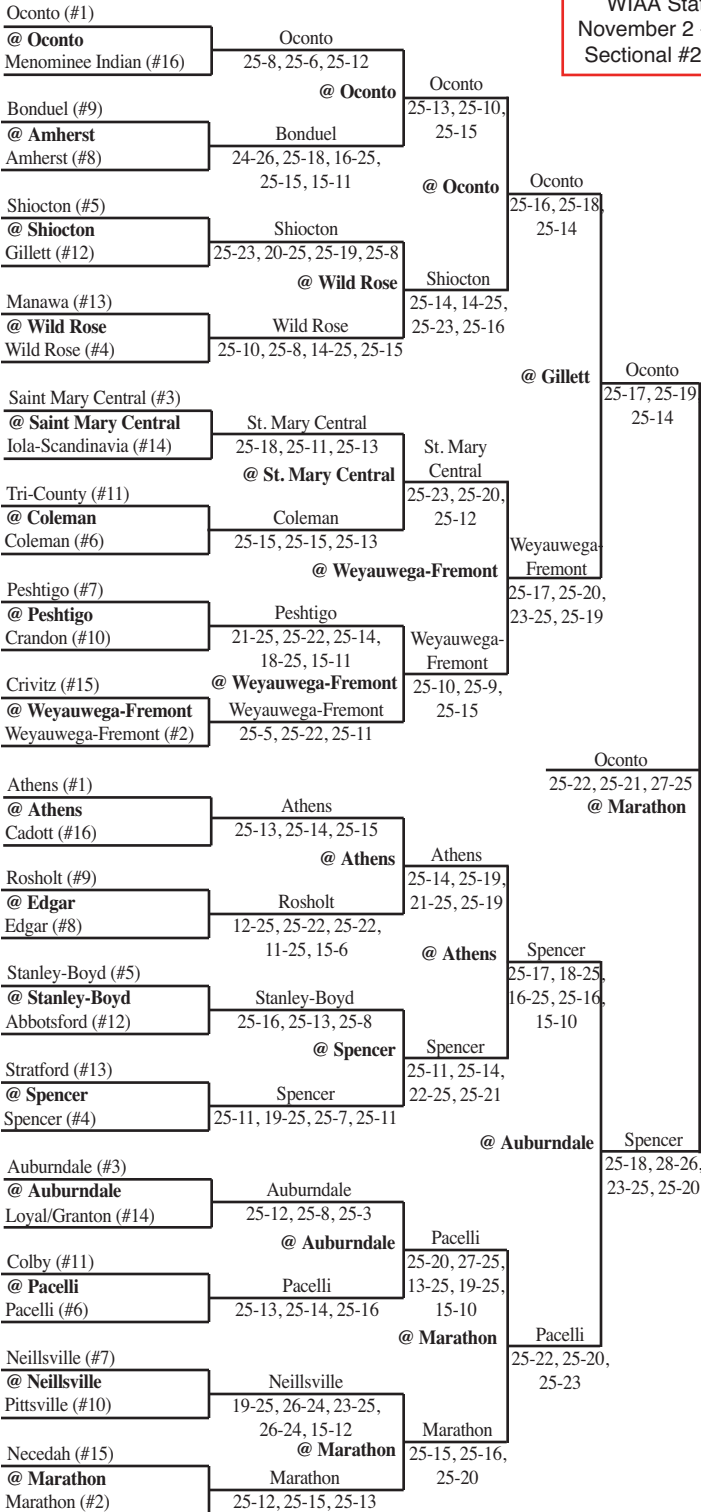 WIAA Stat
November 2
Sectional #2
Oconto (#1)
@ Oconto
Menominee Indian (#16)
Oconto
25-8, 25-6, 25-12
@ Oconto
Bonduel (#9)
@ Amherst
Amherst (#8)
Bonduel
24-26, 25-18, 16-25,
25-15, 15-11
Oconto
25-13, 25-10,
25-15
@ Oconto
Shiocton (#5)
@ Shiocton
Gillett (#12)
Shiocton
25-23, 20-25, 25-19, 25-8
@ Wild Rose
Manawa (#13)
@ Wild Rose
Wild Rose (#4)
Wild Rose
25-10, 25-8, 14-25, 25-15
Shiocton
25-14, 14-25,
25-23, 25-16
Oconto
25-16, 25-18,
25-14
@ Gillett
Saint Mary Central (#3)
@ Saint Mary Central
Iola-Scandinavia (#14)
St. Mary Central
25-18, 25-11, 25-13
@ St. Mary Central
Tri-County (#11)
@ Coleman
Coleman (#6)
Coleman
25-15, 25-15, 25-13
St. Mary
Central
25-23, 25-20,
25-12
@ Weyauwega-Fremont
Peshtigo (#7)
@ Peshtigo
Crandon (#10)
Peshtigo
21-25, 25-22, 25-14,
18-25, 15-11
@ Weyauwega-Fremont
Crivitz (#15)
@ Weyauwega-Fremont
Weyauwega-Fremont (#2)
Weyauwega-Fremont
25-5, 25-22, 25-11
Weyauwega-
Fremont
25-10, 25-9,
25-15
Weyauwega-
Fremont
25-17, 25-20,
23-25, 25-19
Oconto
25-17, 25-19
25-14
Oconto
25-22, 25-21, 27-25
@ Marathon
Athens (#1)
@ Athens
Cadott (#16)
Athens
25-13, 25-14, 25-15
@ Athens
Rosholt (#9)
@ Edgar
Edgar (#8)
Rosholt
12-25, 25-22, 25-22,
11-25, 15-6
Athens
25-14, 25-19,
21-25, 25-19
@ Athens
Stanley-Boyd (#5)
@ Stanley-Boyd
Abbotsford (#12)
Stanley-Boyd
25-16, 25-13, 25-8
@ Spencer
Stratford (#13)
@ Spencer
Spencer (#4)
Spencer
25-11, 19-25, 25-7, 25-11
Spencer
25-11, 25-14,
22-25, 25-21
Spencer
25-17, 18-25,
16-25, 25-16,
15-10
@ Auburndale
Auburndale (#3)
@ Auburndale
Loyal/Granton (#14)
Auburndale
25-12, 25-8, 25-3
@ Auburndale
Colby (#11)
@ Pacelli
Pacelli (#6)
Pacelli
25-13, 25-14, 25-16
Pacelli
25-20, 27-25,
13-25, 19-25,
15-10
@ Marathon
Neillsville (#7)
@ Neillsville
Pittsville (#10)
Neillsville
19-25, 26-24, 23-25,
26-24, 15-12
@ Marathon
Necedah (#15)
@ Marathon
Marathon (#2)
Marathon
25-12, 25-15, 25-13
Marathon
25-15, 25-16,
25-20
Pacelli
25-22, 25-20,
25-23
Spencer
25-18, 28-26,
23-25, 25-20